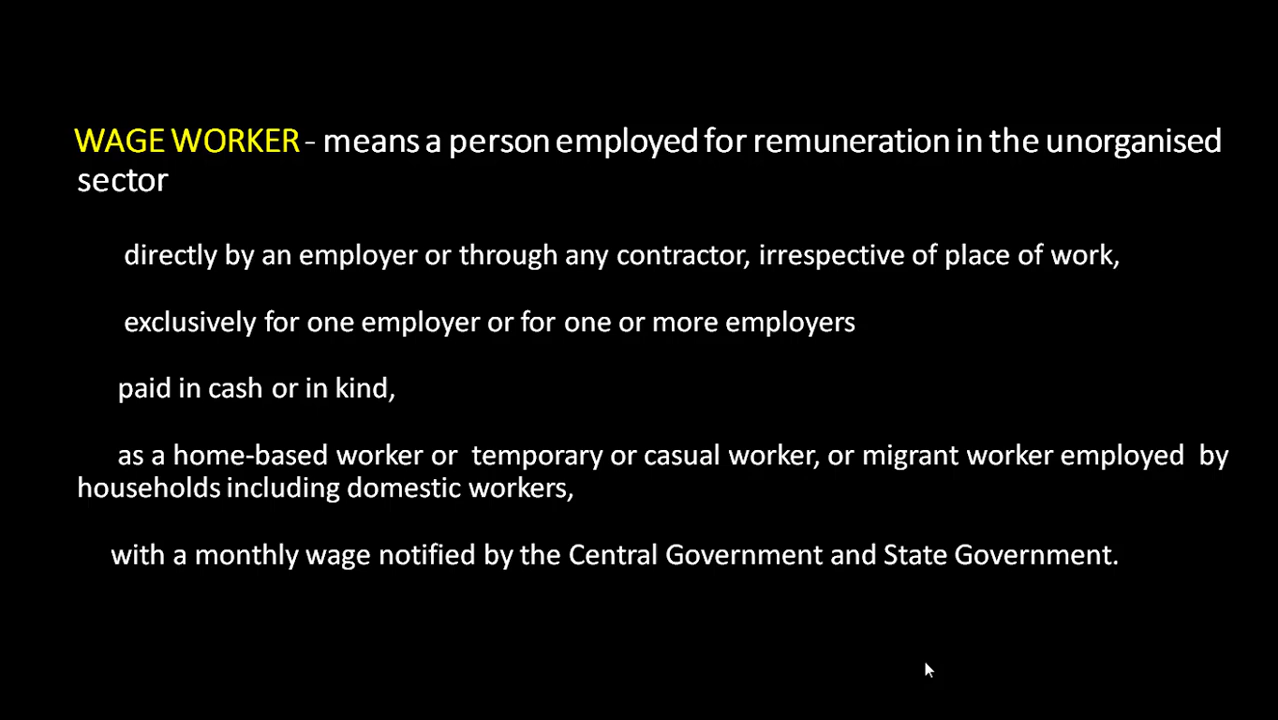 WAGE WORKER - means a person employed for remuneration in the unorganised
sector
directly by an employer or through any contractor, irrespective of place of work,
exclusively for one employer or for one or more employers
paid in cash or in kind,
as a home-based worker or temporary or casual worker, or migrant worker employed by
households including domestic workers,
with a monthly wage notified by the Central Government and State Government.